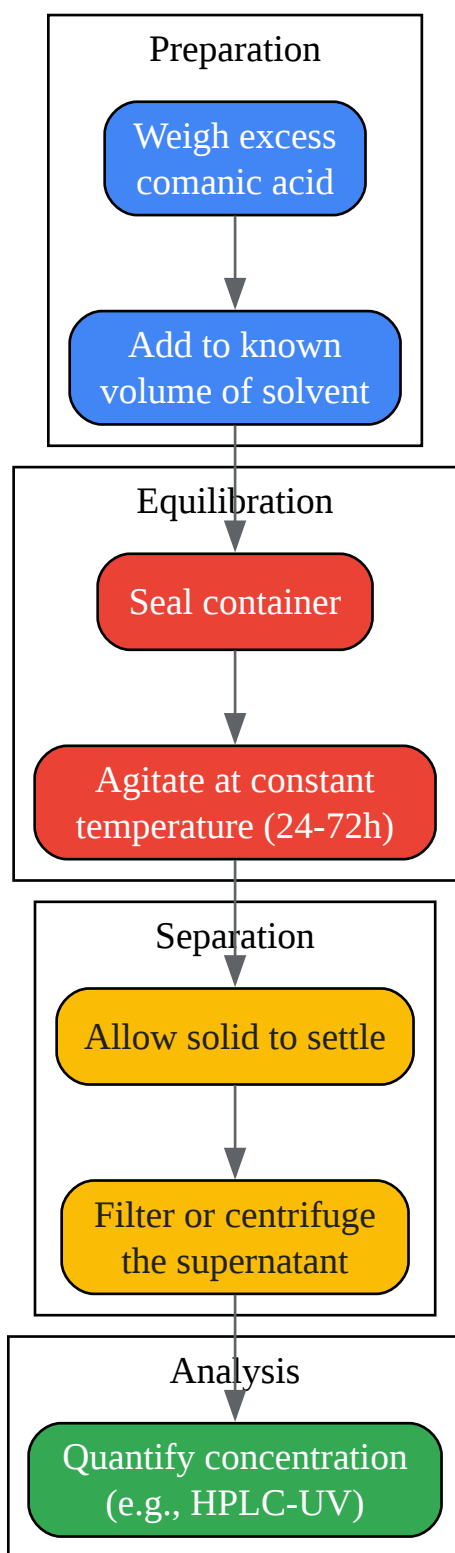 Preparation
Weigh excess
comanic acid
Add to known
volume of solvent
Equilibration
Seal container
Agitate at constant
temperature (24-72h)
Separation
Allow solid to settle
Filter or centrifuge
the supernatant
Analysis
Quantify concentration
(e.g., HPLC-UV)